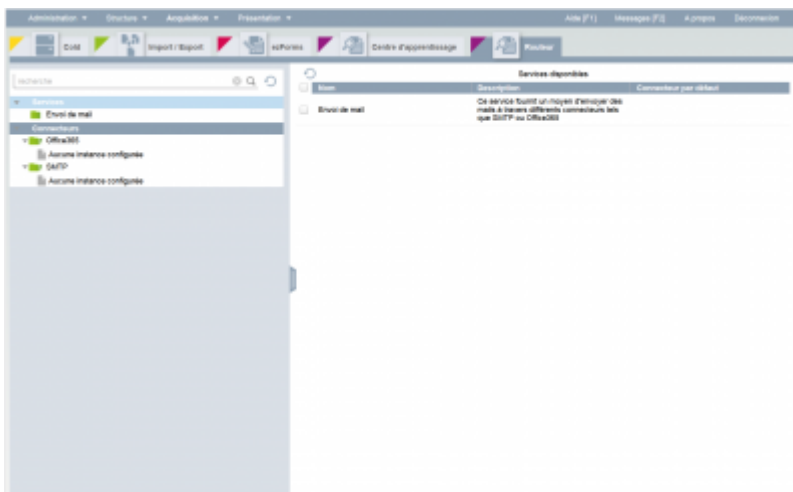 Administration Structure Acquisition Présentation Aide [F1] Messages [F2] A propos Déconnexion
Cold Import / Export Centre d'apprentissage Routeur
recherche
Services disponibles
Nom Description Connecteur par défaut
Services
Envoi de mail
Connecteurs
Office365
Aucune instance configurée
SMTP
Aucune instance configurée
Envoi de mail
Ce service fournit un moyen d'envoyer des
mails à travers différents connecteurs tels
que SMTP ou Office365